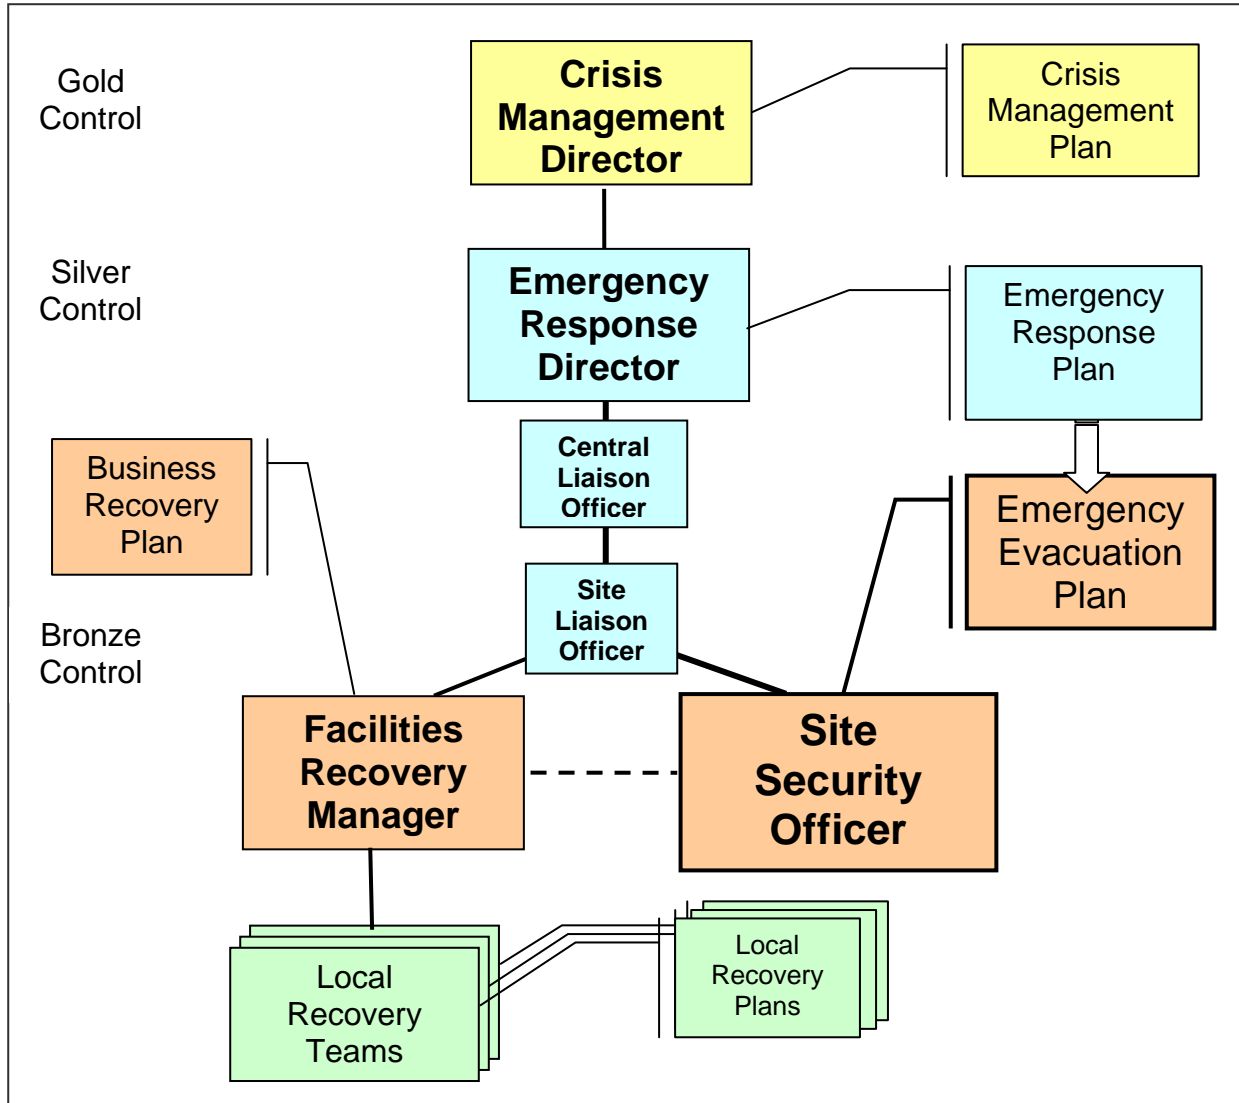 Gold
Control
Crisis
Management
Director
Crisis
Management
Plan
Silver
Control
Emergency
Response
Director
Emergency
Response
Plan
Business
Recovery
Plan
Central
Liaison
Officer
Emergency
Evacuation
Plan
Bronze
Control
Site
Liaison
Officer
Facilities
Recovery
Manager
Site
Security
Officer
Local
Recovery
Teams
Local
Recovery
Plans